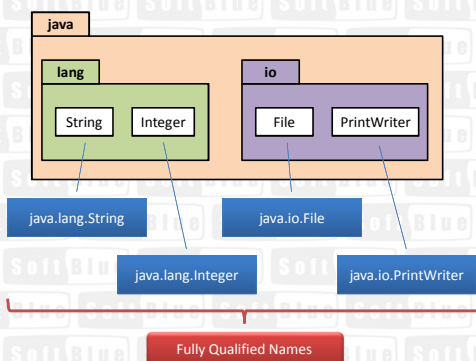 java
lang
io
String
Integer
File
PrintWriter
java.lang.String
java.io.File
java.lang.Integer
java.io.PrintWriter
Fully Qualified Names